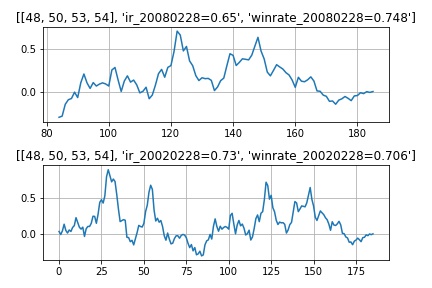 [[48, 50, 53, 54], 'ir_20080228=0.65', 'winrate_20080228=0.748']
0.5
0.0
80 100 120 140 160 180
[[48, 50, 53, 54], 'ir_20020228=0.73', 'winrate_20020228=0.706']
0.5
0.0
0 25 50 75 100 125 150 175